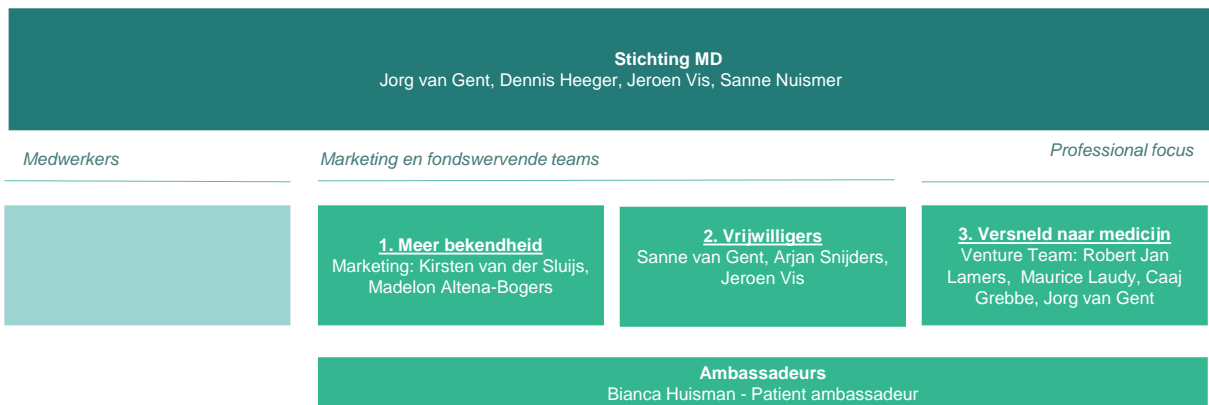 Stichting MD
Jorg van Gent, Dennis Heeger, Jeroen Vis, Sanne Nuismer
Medwerkers
Marketing en fondswervende teams
Professional focus
1. Meer bekendheid
Marketing: Kirsten van der Sluijs,
Madelon Altena-Bogers
2. Vrijwilligers
Sanne van Gent, Arjan Snijders,
Jeroen Vis
3. Versneld naar medicijn
Venture Team: Robert Jan
Lamers, Maurice Laudy, Caaj
Grebbe, Jorg van Gent
Ambassadeurs
Bianca Huisman - Patient ambassadeur